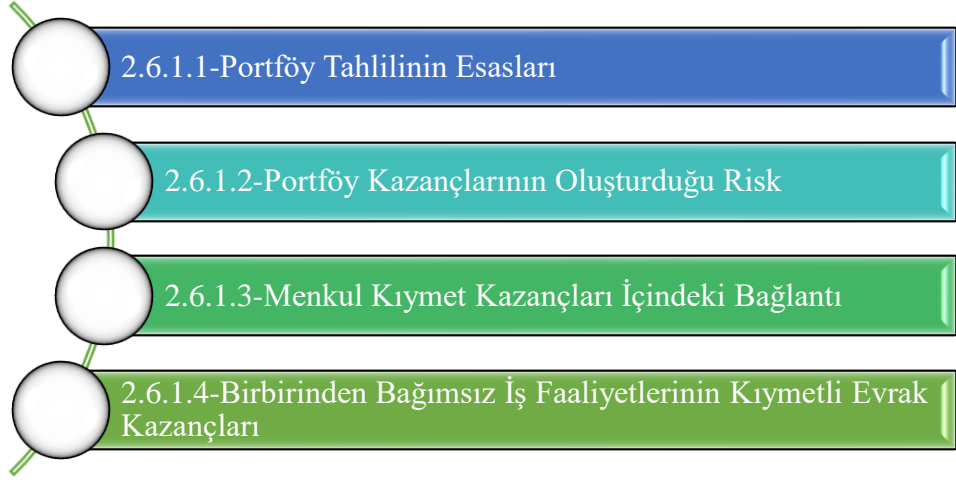 2.6.1.1-Portföy Tahlilinin Esasları
2.6.1.2-Portföy Kazançlarının Oluşturduğu Risk
2.6.1.3-Menkul Kıymet Kazançları İçindeki Bağlantı
2.6.1.4-Birbirinden Bağımsız İş Faaliyetlerinin Kıymetli Evrak
Kazançları